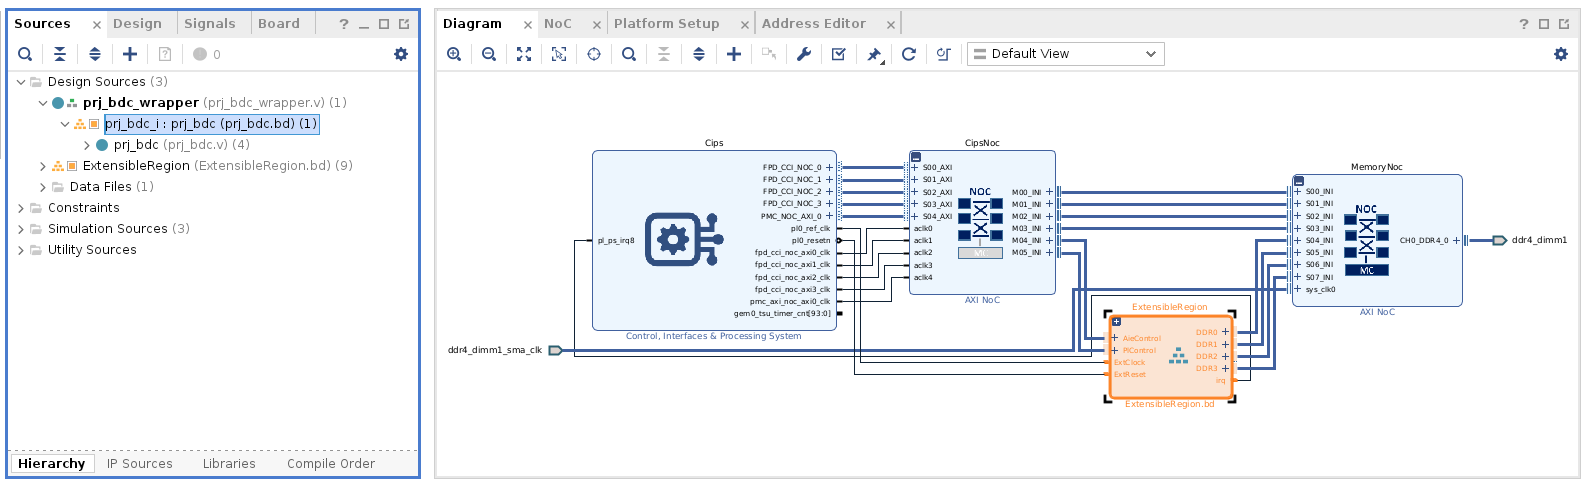 Sources
Design
Signals
Board
?
0
Design Sources (3)
prj_bdc_wrapper (prj_bdc_wrapper.v) (1)
prj_bdc_i : prj_bdc (prj_bdc.bd) (1)
prj_bdc (prj_bdc.v) (4)
ExtensibleRegion (ExtensibleRegion.bd) (9)
Data Files (1)
Constraints
Simulation Sources (3)
Utility Sources
Hierarchy
IP Sources
Libraries
Compile Order
Diagram
NoC
Platform Setup
Address Editor
?
Default View
Cips
FPD_CCI_NOC_0
FPD_CCI_NOC_1
FPD_CCI_NOC_2
FPD_CCI_NOC_3
PMC_NOC_AXI_0
pl0_ref_clk
pl_ps_irq8
pl0_resetn
fpd_cci_noc_axi0_clk
fpd_cci_noc_axi1_clk
fpd_cci_noc_axi2_clk
fpd_cci_noc_axi3_clk
pmc_axi_noc_axi0_clk
gem0_tsu_timer_cnt[93:0]
Control, Interfaces & Processing System
ddr4_dimm1_sma_clk
CipsNoc
S00_AXI
S01_AXI
S02_AXI
S03_AXI
S04_AXI
aclk0
aclk1
aclk2
aclk3
aclk4
NOC
MC
M00_INI
M01_INI
M02_INI
M03_INI
M04_INI
M05_INI
AXI NoC
ExtensibleRegion
AieControl
PlControl
ExtClock
ExtReset
DDR0
DDR1
DDR2
DDR3
irq
ExtensibleRegion.bd
MemoryNoc
S00_INI
S01_INI
S02_INI
S03_INI
S04_INI
S05_INI
S06_INI
S07_INI
sys_clk0
NOC
MC
CH0_DDR4_0
AXI NoC
ddr4_dimm1